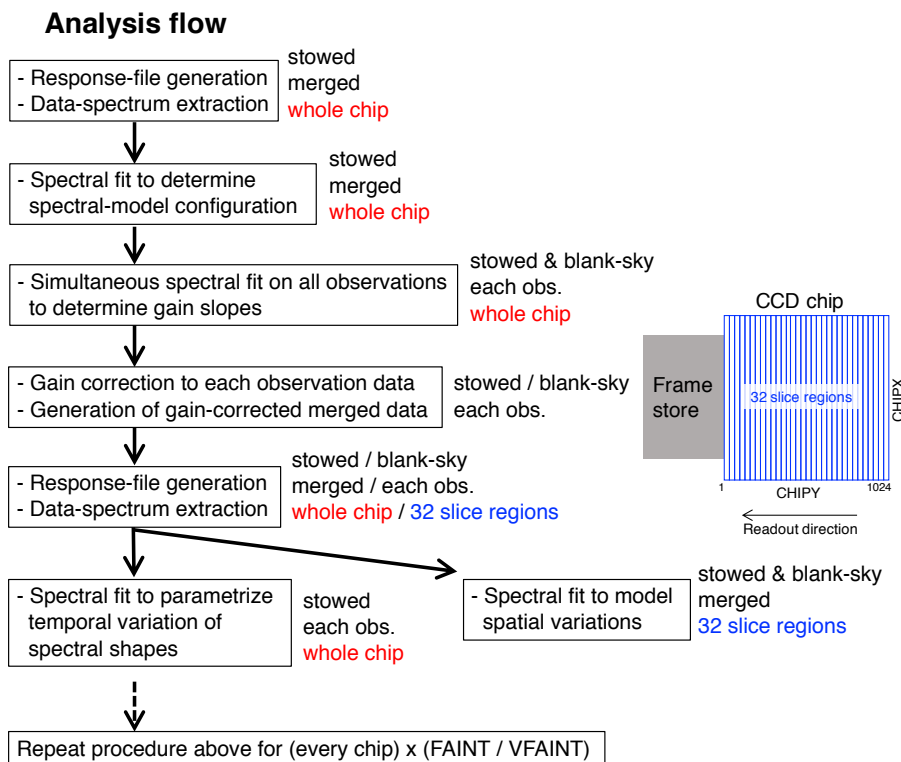 Analysis flow
- Response-file generation
- Data-spectrum extraction
stowed
merged
whole chip
- Spectral fit to determine
spectral-model configuration
stowed
merged
whole chip
- Simultaneous spectral fit on all observations
to determine gain slopes
stowed & blank-sky
each obs.
whole chip
- Gain correction to each observation data
- Generation of gain-corrected merged data
stowed / blank-sky
each obs.
CCD chip
Frame
store
32 slice regions
CHIPX
1
1024
CHIPY
Readout direction
- Response-file generation
- Data-spectrum extraction
stowed / blank-sky
merged / each obs.
whole chip / 32 slice regions
- Spectral fit to parametrize
temporal variation of
spectral shapes
stowed
each obs.
whole chip
- Spectral fit to model
spatial variations
stowed & blank-sky
merged
32 slice regions
Repeat procedure above for (every chip) x (FAINT / VFAINT)